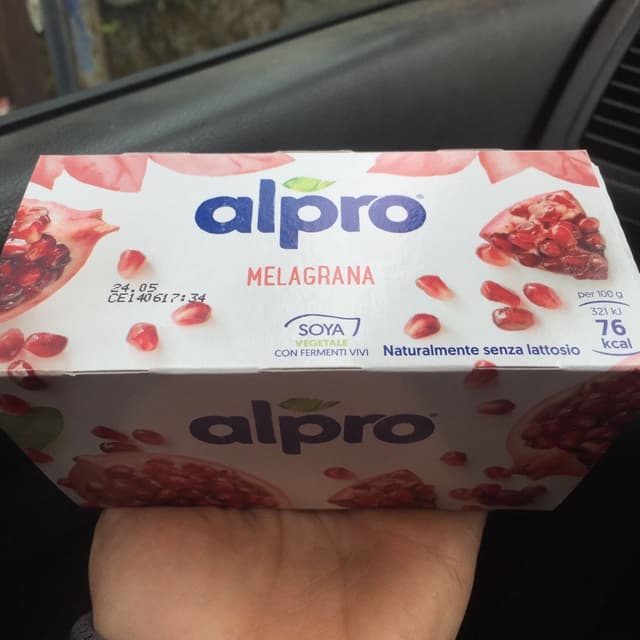 alpro
MELAGRANA
24.05
CE140617:34
SOYA
VEGETALE
CON FERMENTI VIVI
Naturalmente senza lattosio
per 100 g
321 kJ
76
kcal
alpro